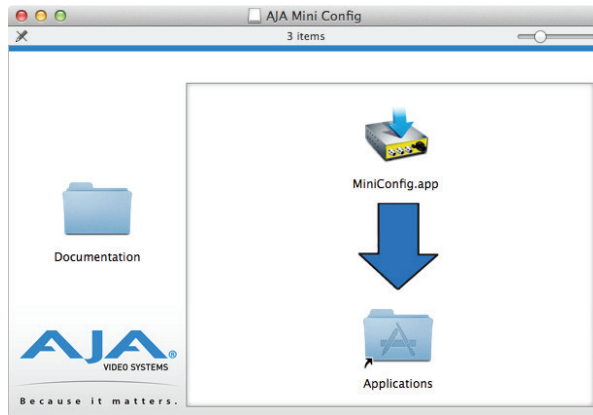 AJA Mini Config
3 items
MiniConfig.app
Documentation
Applications
AJA®
VIDEO SYSTEMS
Because it matters.